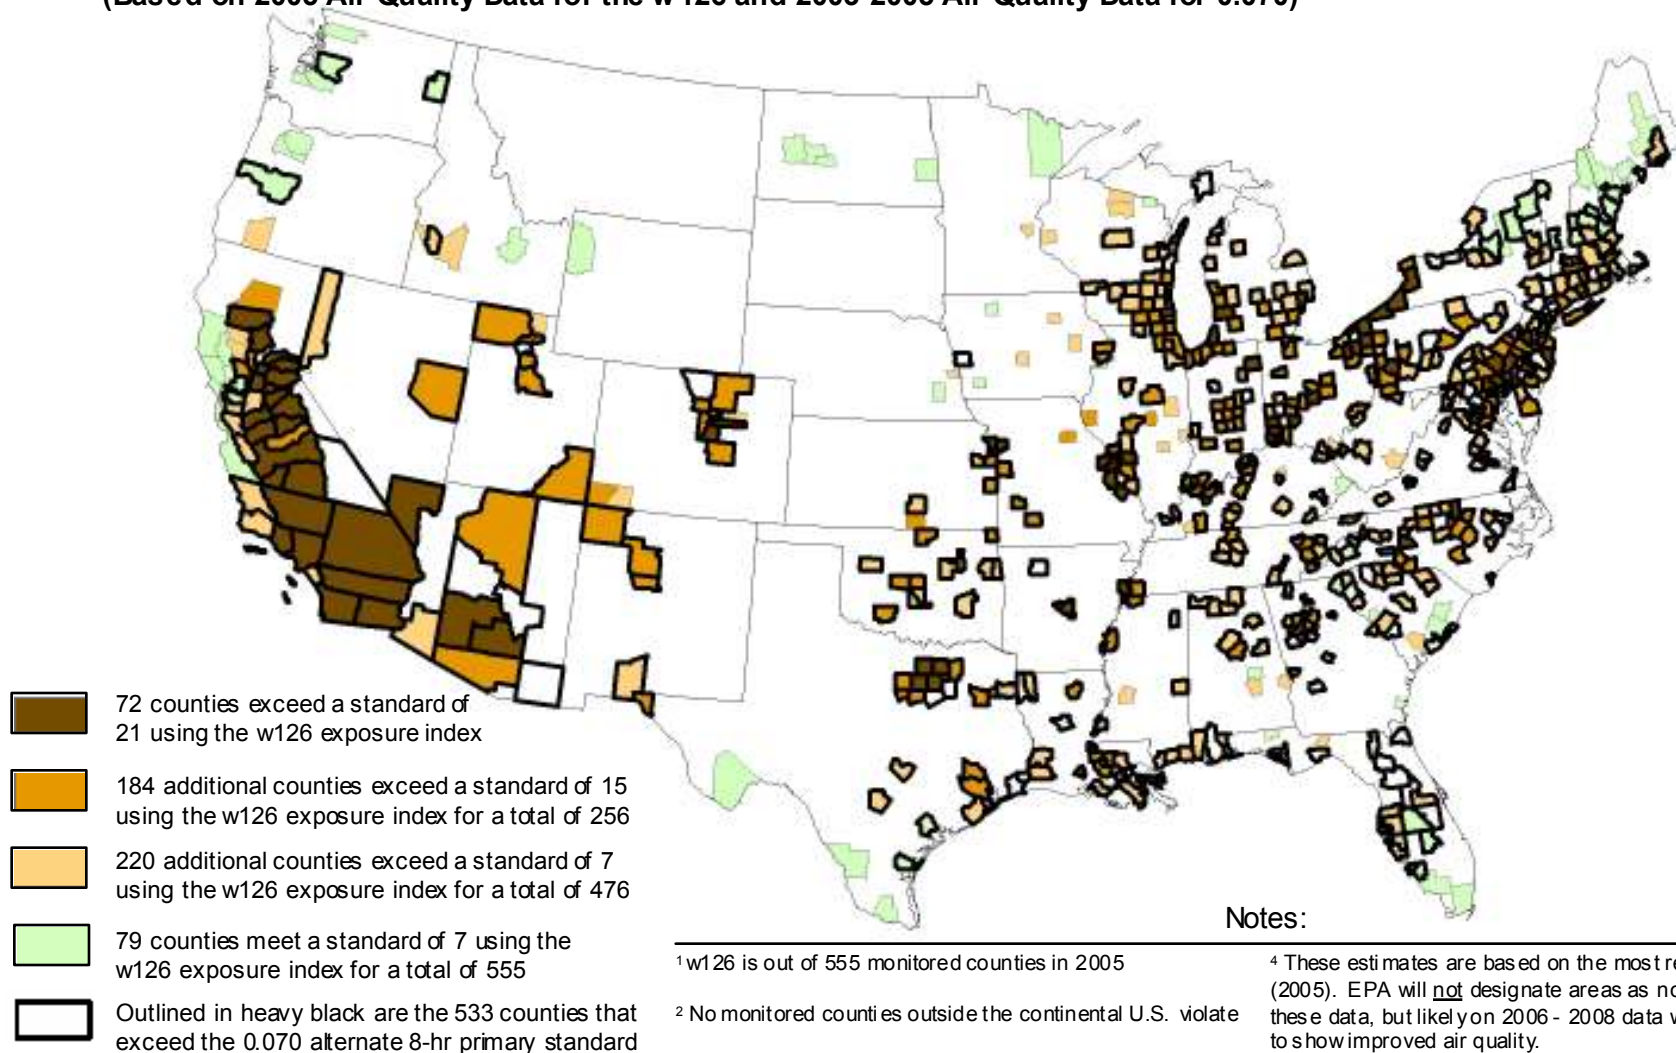 72 counties exceed a standard of
21 using the w126 exposure index
184 additional counties exceed a standard of 15
using the w126 exposure index for a total of 256
220 additional counties exceed a standard of 7
using the w126 exposure index for a total of 476
79 counties meet a standard of 7 using the
w126 exposure index for a total of 555
Outlined in heavy black are the 533 counties that
exceed the 0.070 alternate 8-hr primary standard
Notes:
¹ w126 is out of 555 monitored counties in 2005
² No monitored counties outside the continental U.S. violate
⁴ These estimates are based on the most
(2005). EPA will not designate areas as
these data, but likely on 2006 - 2008 data
to show improved air quality.